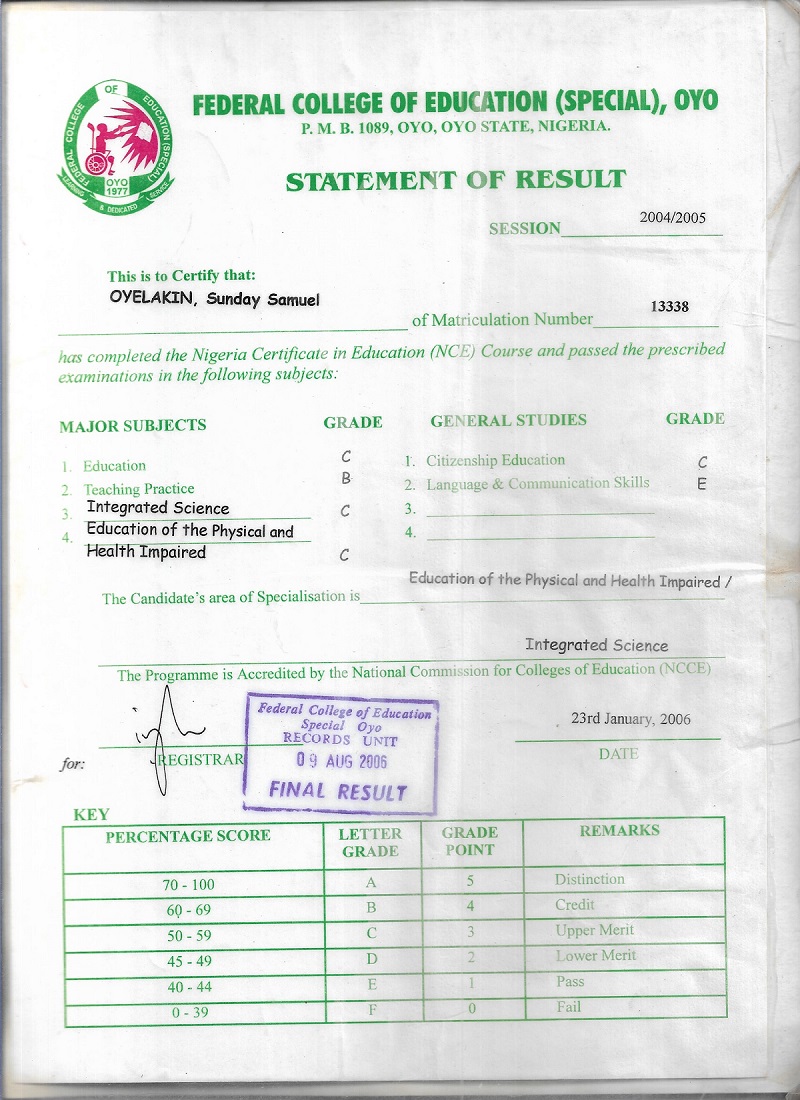 FEDERAL COLLEGE OF EDUCATION (SPECIAL)
OYO
1977
LEARNING & DEDICATED SERVICE
FEDERAL COLLEGE OF EDUCATION (SPECIAL), OYO
P. M. B. 1089, OYO, OYO STATE, NIGERIA.
STATEMENT OF RESULT
SESSION 2004/2005
This is to Certify that:
OYELAKIN, Sunday Samuel
of Matriculation Number 13338
has completed the Nigeria Certificate in Education (NCE) Course and passed the prescribed
examinations in the following subjects:
MAJOR SUBJECTS GRADE GENERAL STUDIES GRADE
1. Education C 1. Citizenship Education C
2. Teaching Practice B 2. Language & Communication Skills E
3. Integrated Science C 3.
4. Education of the Physical and 4.
Health Impaired C
Education of the Physical and Health Impaired /
The Candidate's area of Specialisation is
Integrated Science
The Programme is Accredited by the National Commission for Colleges of Education (NCCE)
Federal College of Education
Special Oyo
RECORDS UNIT
09 AUG 2006
FINAL RESULT
23rd January, 2006
for: REGISTRAR DATE
KEY
PERCENTAGE SCORE LETTER GRADE GRADE POINT REMARKS
70 - 100 A 5 Distinction
60 - 69 B 4 Credit
50 - 59 C 3 Upper Merit
45 - 49 D 2 Lower Merit
40 - 44 E 1 Pass
0 - 39 F 0 Fail